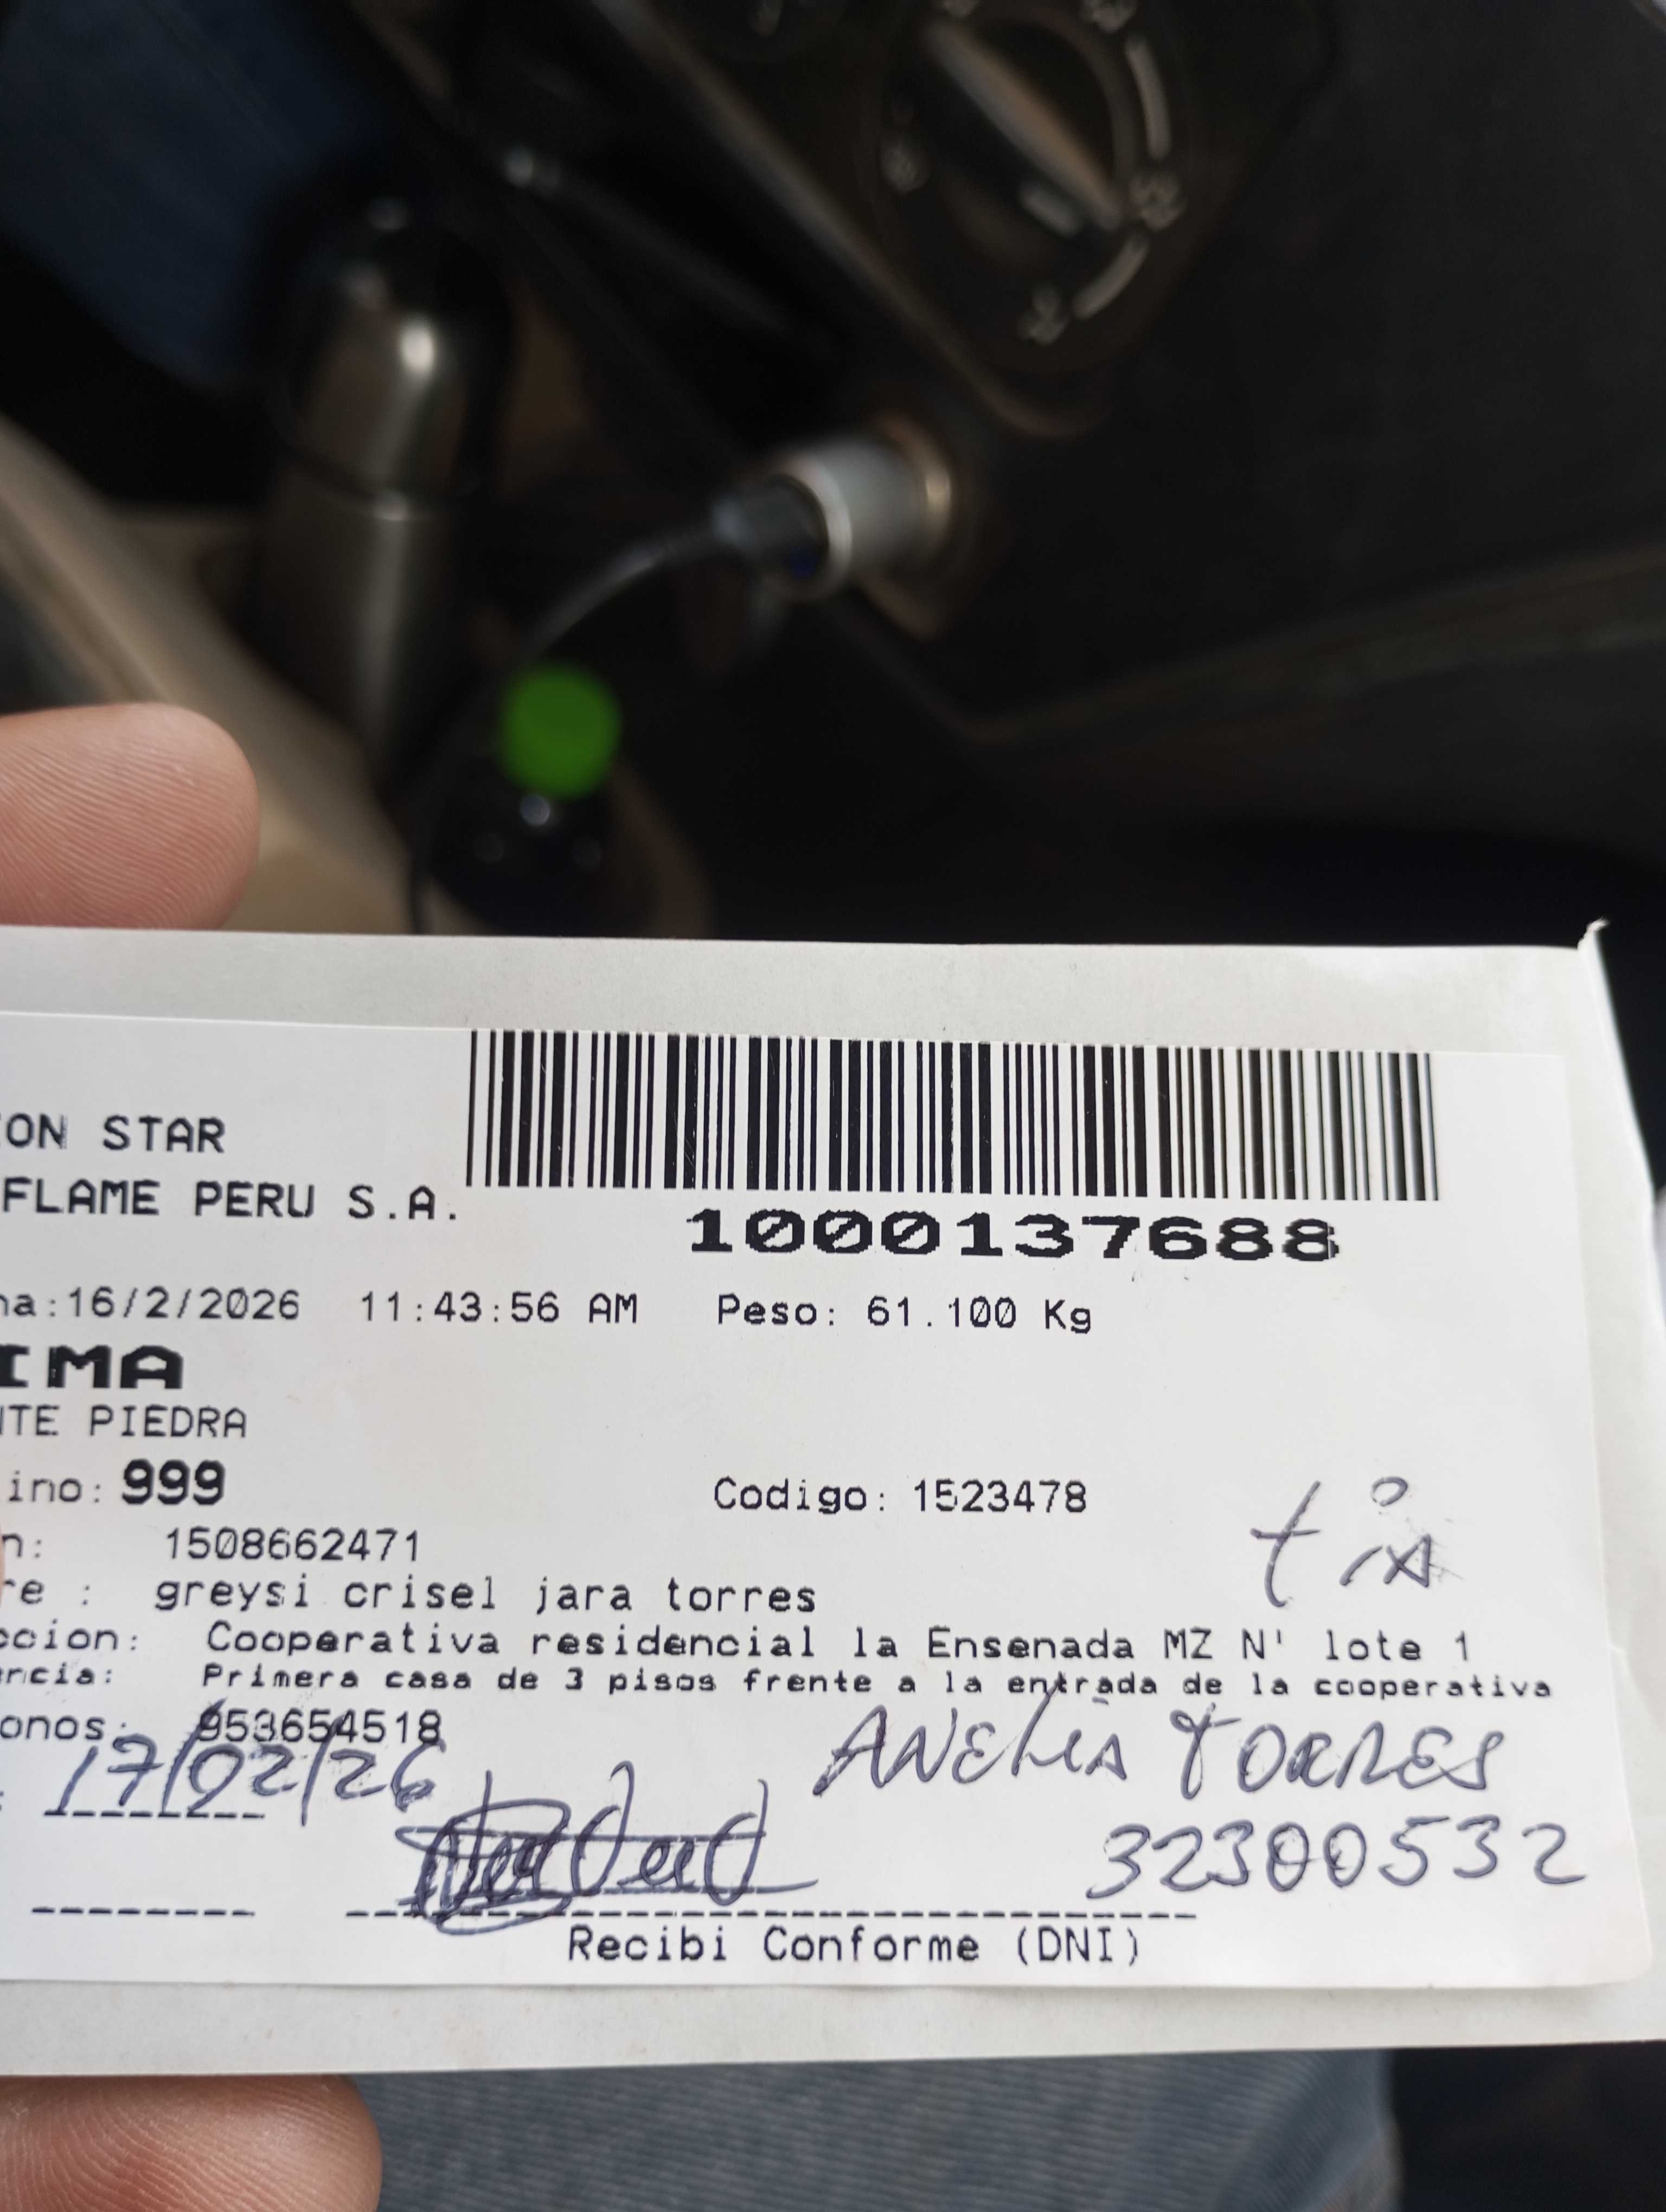 ON STAR
FLAME PERU S.A.
1000137688
na:16/2/2026 11:43:56 AM Peso: 61.100 Kg
IMA
NTE PIEDRA
ino: 999 Codigo: 1523478
n: 1508662471
tia
re : greysi crisel jara torres
ccion: Cooperativa residencial la Ensenada MZ N' lote 1
encia: Primera casa de 3 pisos frente a la entrada de la cooperativa
onos: 953654518
17/02/26 ANELIA TORRES
32300532
Recibi Conforme (DNI)